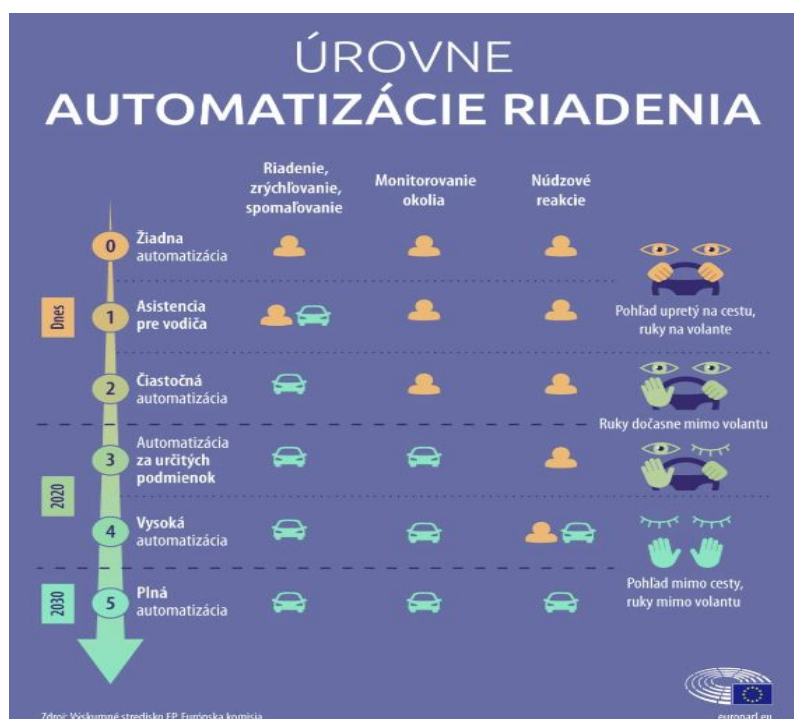 ÚROVNE
AUTOMATIZÁCIE RIADENIA
Riadenie,
zrýchľovanie,
spomaľovanie
Monitorovanie
okolia
Núdzové
reakcie
0
Žiadna
automatizácia
Dnes
1
Asistencia
pre vodiča
Pohľad upretý na cestu,
ruky na volante
2
Čiastočná
automatizácia
Ruky dočasne mimo volantu
3
Automatizácia
za určitých
podmienok
2020
4
Vysoká
automatizácia
2030
5
Plná
automatizácia
Pohľad mimo cesty,
ruky mimo volantu
Zdroj: Výskumné stredisko EP, Európska komisia
europarl.eu